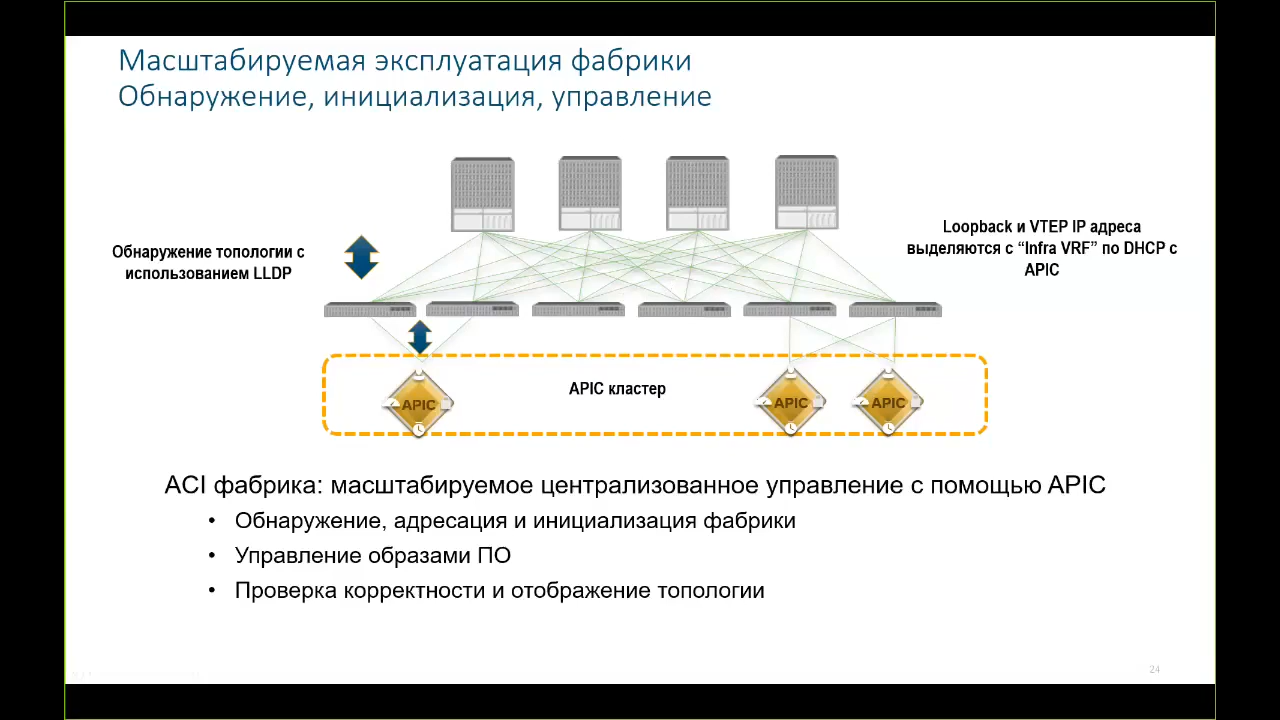 Масштабируемая эксплуатация фабрики
Обнаружение, инициализация, управление
Обнаружение топологии с
использованием LLDP
Loopback и VTEP IP адреса
выделяются с “Infra VRF” по DHCP с
APIC
APIC кластер
APIC
APIC
APIC
ACI фабрика: масштабируемое централизованное управление с помощью APIC
• Обнаружение, адресация и инициализация фабрики
• Управление образами ПО
• Проверка корректности и отображение топологии
24